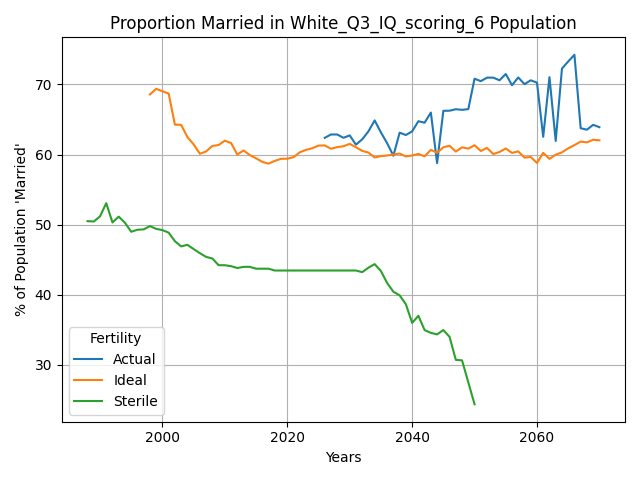 Proportion Married in White_Q3_IQ_scoring_6 Population
% of Population 'Married'
70
60
50
40
30
Fertility
Actual
Ideal
Sterile
2000
2020
2040
2060
Years